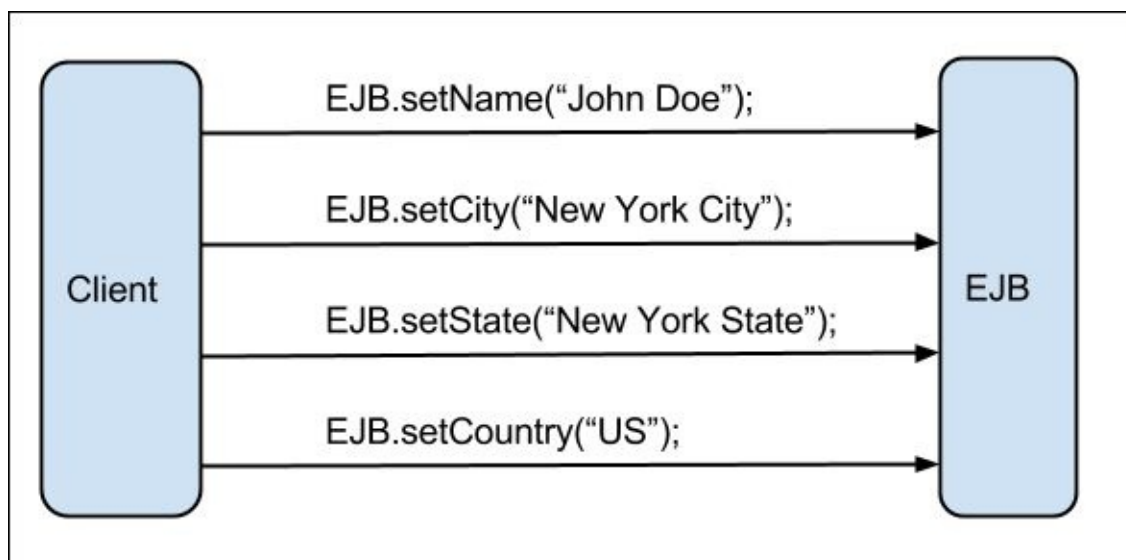 EJB.setName(“John Doe”);
EJB.setCity(“New York City”);
Client
EJB
EJB.setState(“New York State”);
EJB.setCountry(“US”);